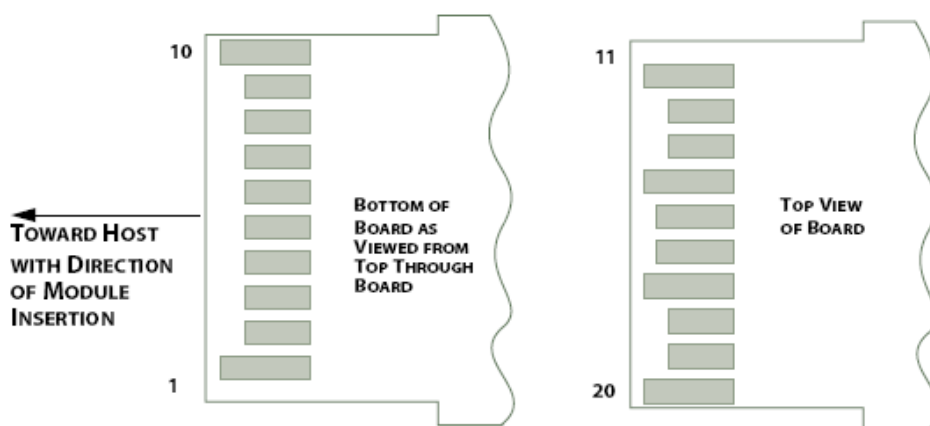 10
1
TOWARD HOST
WITH DIRECTION
OF MODULE
INSERTION
BOTTOM OF
BOARD AS
VIEWED FROM
TOP THROUGH
BOARD
11
20
TOP VIEW
OF BOARD